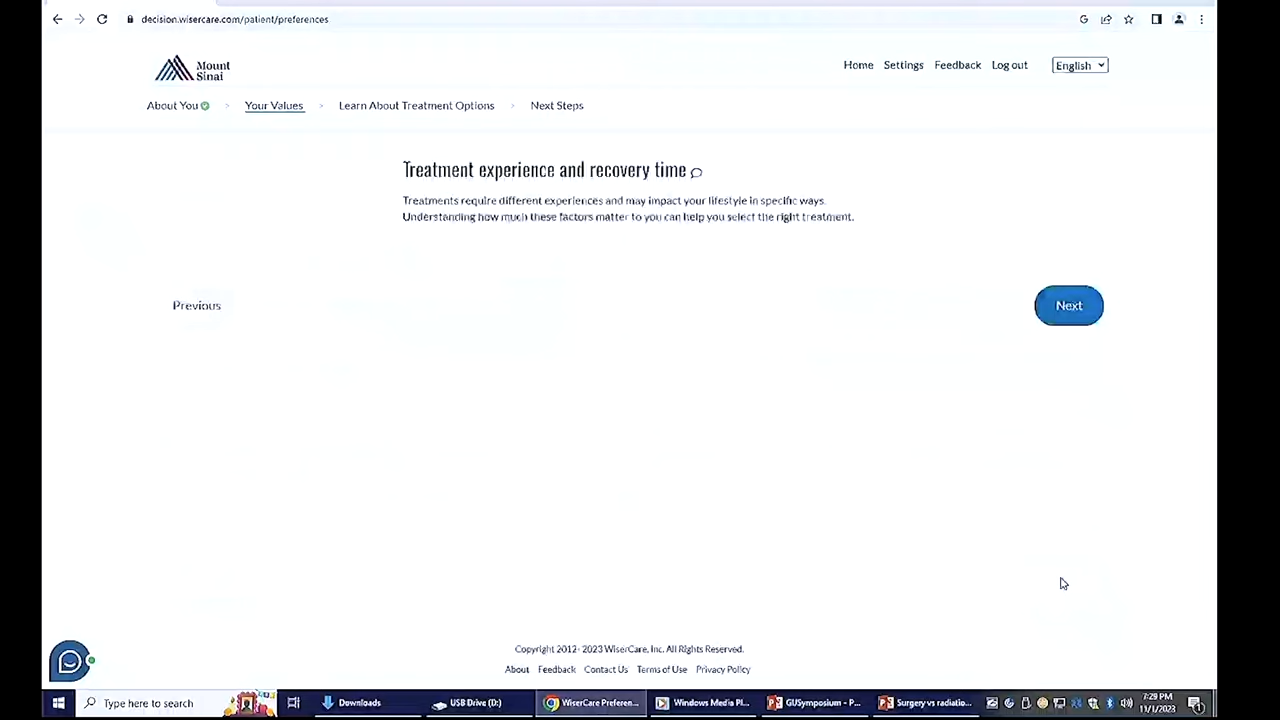 decision.wisercare.com/patient/preferences
Mount
Sinai
Home Settings Feedback Log out English
About You > Your Values > Learn About Treatment Options > Next Steps
Treatment experience and recovery time
Treatments require different experiences and may impact your lifestyle in specific ways.
Understanding how much these factors matter to you can help you select the right treatment.
Previous Next
Copyright 2012- 2023 WiserCare, Inc. All Rights Reserved.
About Feedback Contact Us Terms of Use Privacy Policy
Type here to search Downloads USB Drive (D:) WiserCare Preferen... Windows Media Pl... GUSymposium - P... Surgery vs radiatio...
7:29 PM
11/1/2023